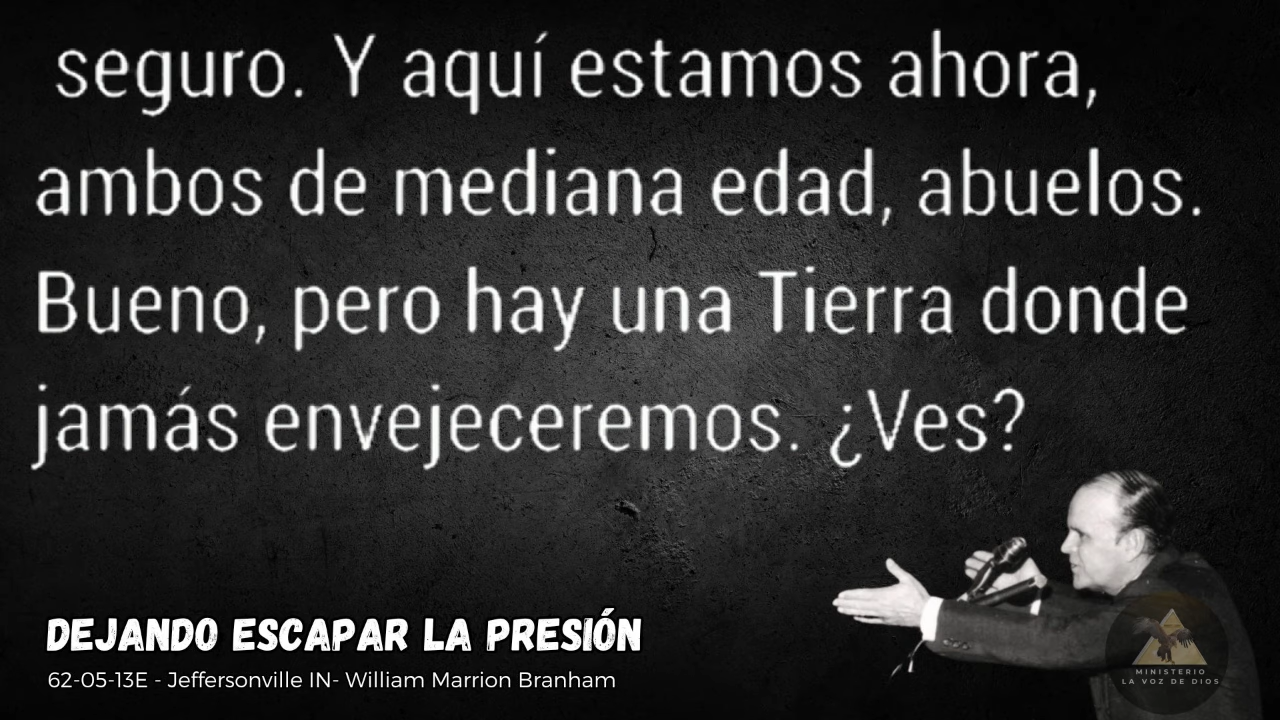 seguro. Y aquí estamos ahora,
ambos de mediana edad, abuelos.
Bueno, pero hay una Tierra donde
jamás envejeceremos. ¿Ves?
DEJANDO ESCAPAR LA PRESIÓN
62-05-13E - Jeffersonville IN- William Marrion Branham
MINISTERIO
LA VOZ DE DIOS